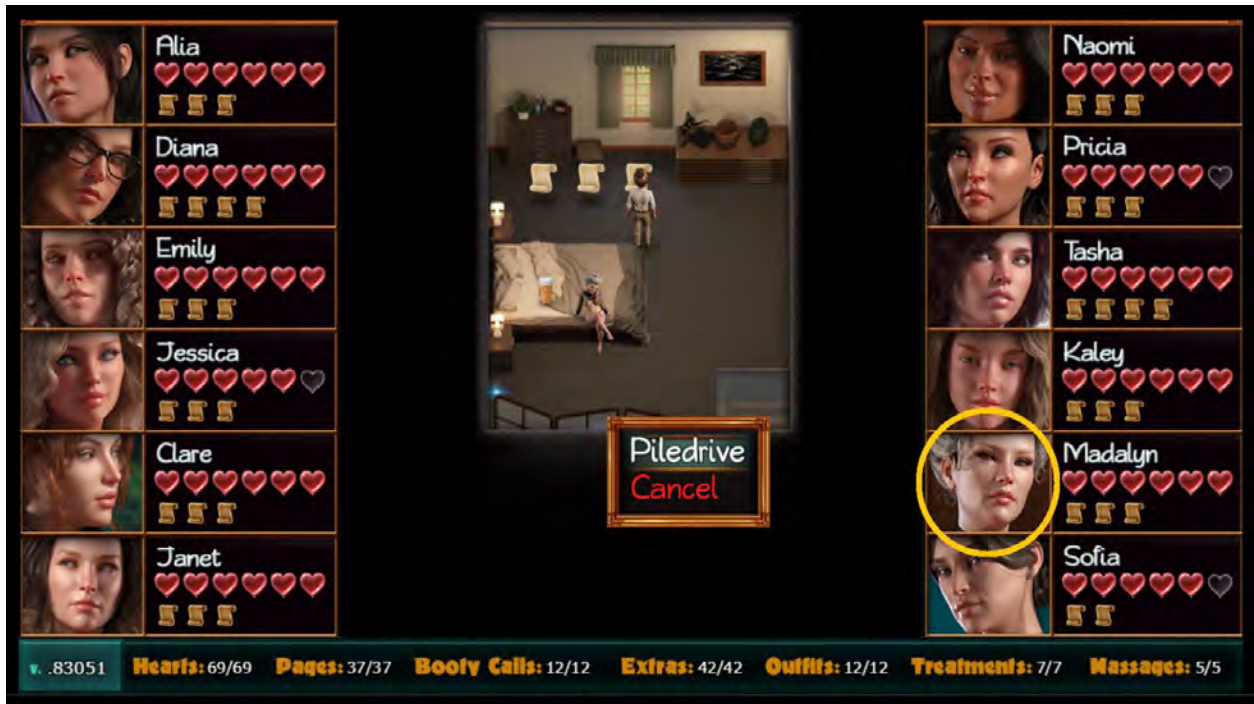 Alia
Diana
Emily
Jessica
Clare
Janet
Piledrive
Cancel
Naomi
Pricia
Tasha
Kaley
Madalyn
Sofia
v. .83051 Hearts: 69/69 Pages: 37/37 Booty Calls: 12/12 Extras: 42/42 Outfits: 12/12 Treatments: 7/7 Massages: 5/5